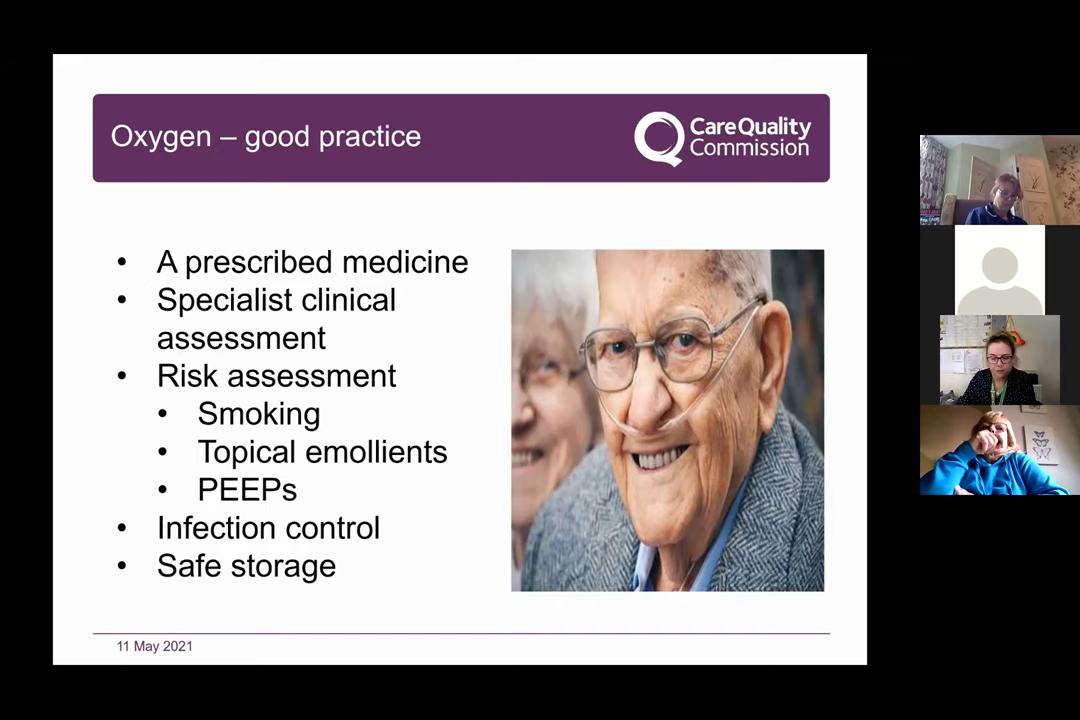 Oxygen – good practice
CareQuality
Commission
• A prescribed medicine
• Specialist clinical
assessment
• Risk assessment
• Smoking
• Topical emollients
• PEEPs
• Infection control
• Safe storage
11 May 2021